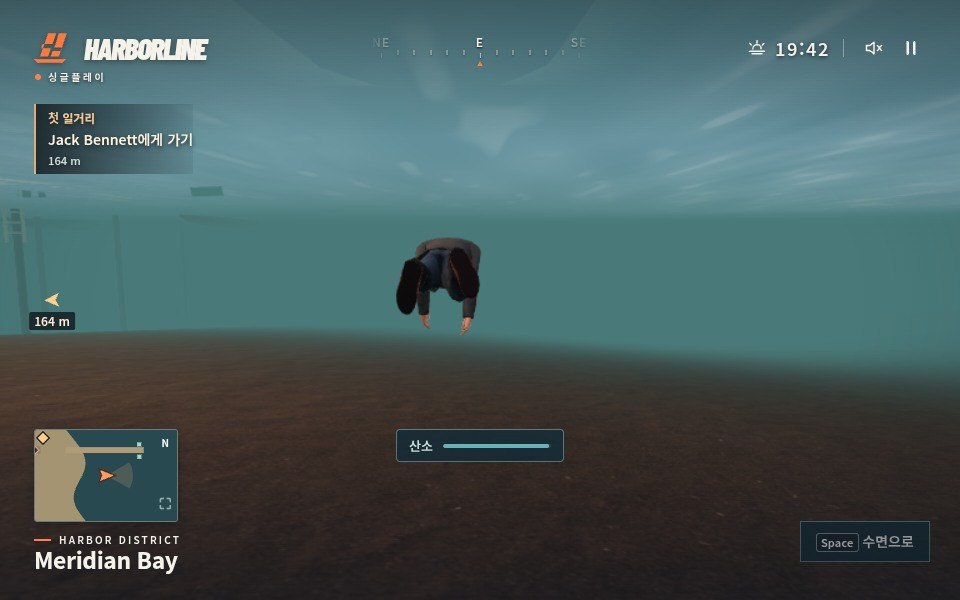 HARBORLINE
싱글플레이
NE E SE
19:42
첫 일거리
Jack Bennett에게 가기
164 m
164 m
산소
N
HARBOR DISTRICT
Meridian Bay
Space 수면으로